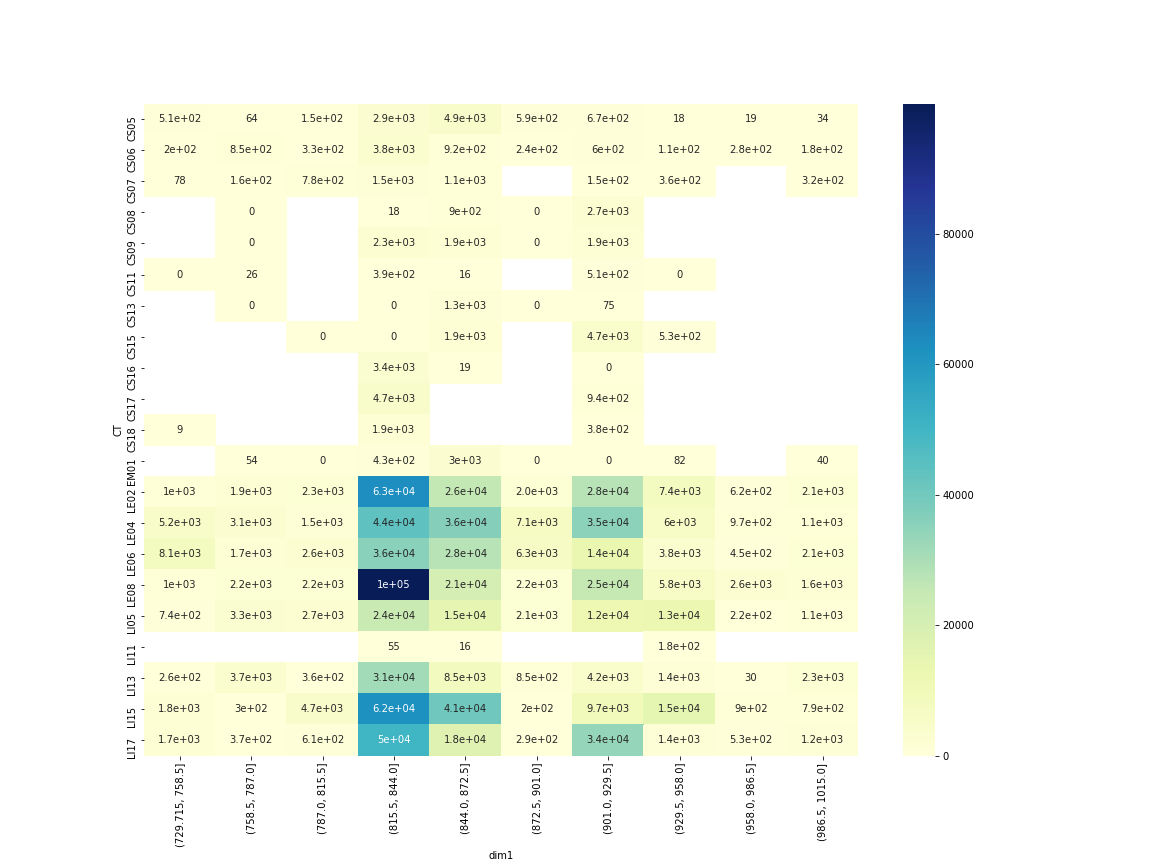 CS05 5.1e+02 64 1.5e+02 2.9e+03 4.9e+03 5.9e+02 6.7e+02 18 19 34
CS06 2e+02 8.5e+02 3.3e+02 3.8e+03 9.2e+02 2.4e+02 6e+02 1.1e+02 2.8e+02 1.8e+02
CS07 78 1.6e+02 7.8e+02 1.5e+03 1.1e+03 1.5e+02 3.6e+02 3.2e+02
CS08 0 18 9e+02 0 2.7e+03
CS09 0 2.3e+03 1.9e+03 0 1.9e+03
CS11 0 26 3.9e+02 16 5.1e+02 0
CS13 0 0 1.3e+03 0 75
CS15 0 0 1.9e+03 4.7e+03 5.3e+02
CS16 3.4e+03 19 0
CS17 4.7e+03 9.4e+02
CS18 9 1.9e+03 3.8e+02
EM01 54 0 4.3e+02 3e+03 0 0 82 40
LE02 1e+03 1.9e+03 2.3e+03 6.3e+04 2.6e+04 2.0e+03 2.8e+04 7.4e+03 6.2e+02 2.1e+03
LE04 5.2e+03 3.1e+03 1.5e+03 4.4e+04 3.6e+04 7.1e+03 3.5e+04 6e+03 9.7e+02 1.1e+03
LE06 8.1e+03 1.7e+03 2.6e+03 3.6e+04 2.8e+04 6.3e+03 1.4e+04 3.8e+03 4.5e+02 2.1e+03
LE08 1e+03 2.2e+03 2.2e+03 1e+05 2.1e+04 2.2e+03 2.5e+04 5.8e+03 2.6e+03 1.6e+03
LI05 7.4e+02 3.3e+03 2.7e+03 2.4e+04 1.5e+04 2.1e+03 1.2e+04 1.3e+04 2.2e+02 1.1e+03
LI11 55 16 1.8e+02
LI13 2.6e+02 3.7e+03 3.6e+02 3.1e+04 8.5e+03 8.5e+02 4.2e+03 1.4e+03 30 2.3e+03
LI15 1.8e+03 3e+02 4.7e+03 6.2e+04 4.1e+04 2e+02 9.7e+03 1.5e+04 9e+02 7.9e+02
LI17 1.7e+03 3.7e+02 6.1e+02 5e+04 1.8e+04 2.9e+02 3.4e+04 1.4e+03 5.3e+02 1.2e+03
CT
(729.715, 758.5]
(758.5, 787.0]
(787.0, 815.5]
(815.5, 844.0]
(844.0, 872.5]
(872.5, 901.0]
(901.0, 929.5]
(929.5, 958.0]
(958.0, 986.5]
(986.5, 1015.0]
dim1
80000
60000
40000
20000
0